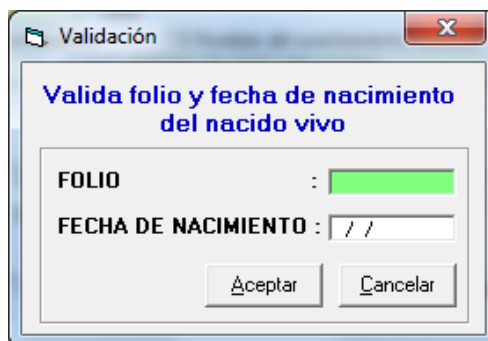 Validación
Valida folio y fecha de nacimiento
del nacido vivo
FOLIO :
FECHA DE NACIMIENTO : / /
Aceptar Cancelar